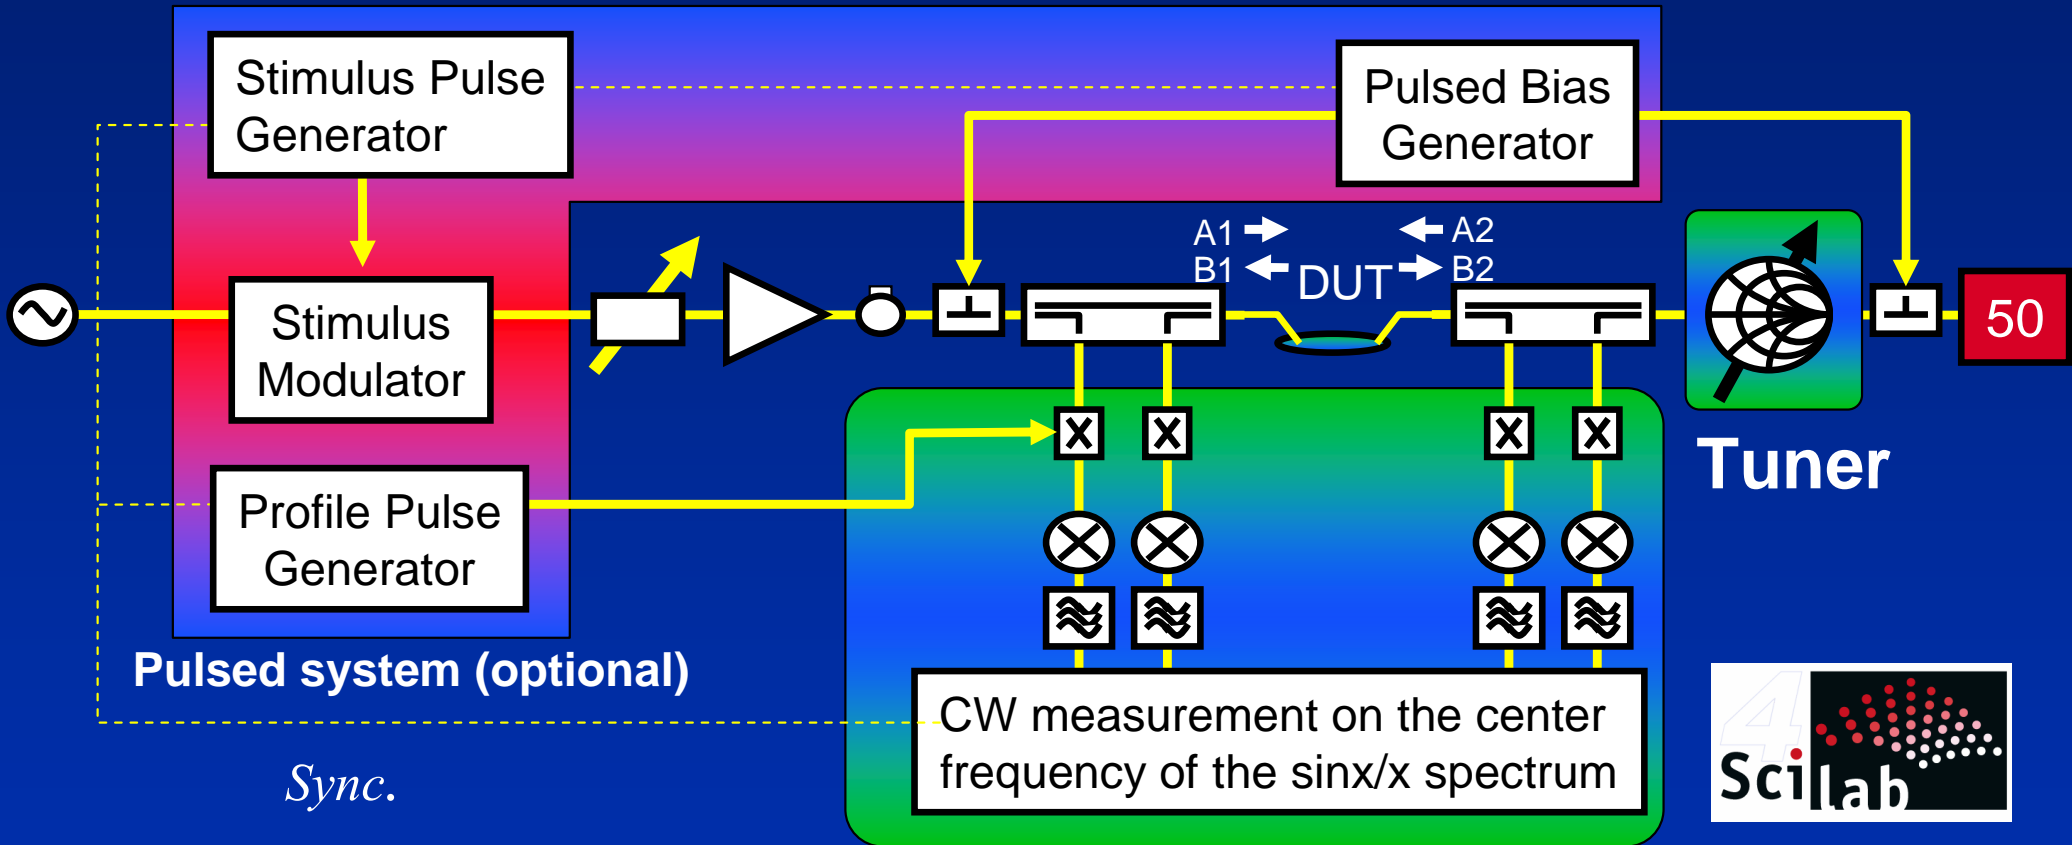 Stimulus Pulse
Generator
Pulsed Bias
Generator
A1
A2
B1
DUT
B2
Stimulus
Modulator
50
X
X
X
X
Tuner
Profile Pulse
Generator
Pulsed system (optional)
CW measurement on the center
frequency of the sinx/x spectrum
Sync.
4
Scilab